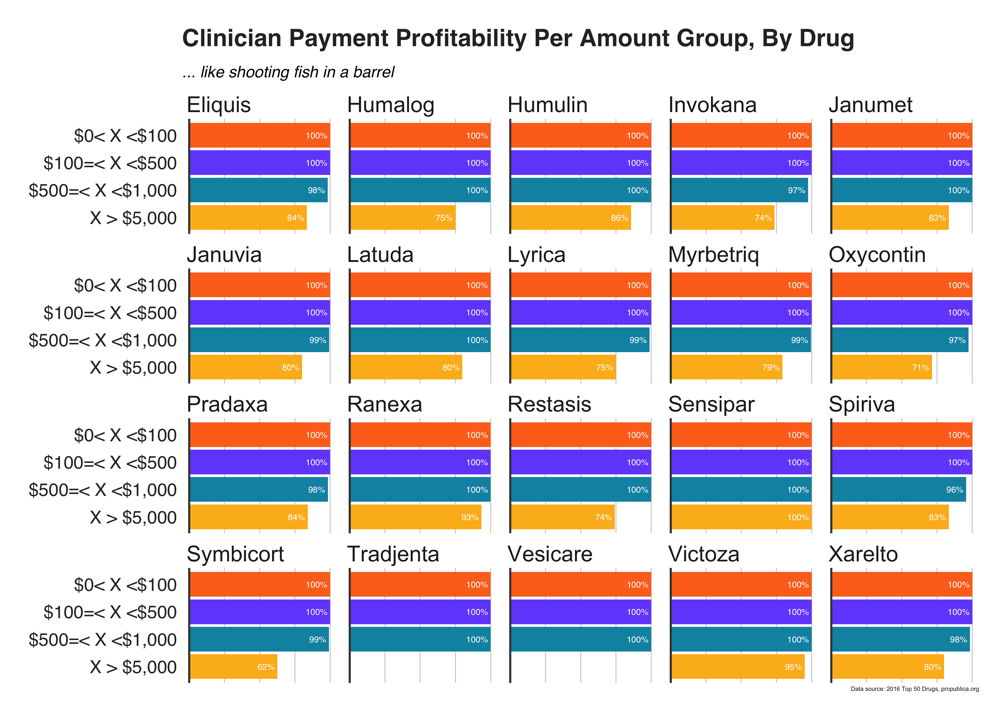 Clinician Payment Profitability Per Amount Group, By Drug
... like shooting fish in a barrel
Eliquis Humalog Humulin Invokana Janumet
$0< X <$100 100% 100% 100% 100% 100%
$100=< X <$500 100% 100% 100% 100% 100%
$500=< X <$1,000 98% 100% 100% 97% 100%
X > $5,000 84% 75% 86% 74% 83%
Januvia Latuda Lyrica Myrbetriq Oxycontin
$0< X <$100 100% 100% 100% 100% 100%
$100=< X <$500 100% 100% 100% 100% 100%
$500=< X <$1,000 99% 100% 99% 99% 97%
X > $5,000 80% 80% 75% 79% 71%
Pradaxa Ranexa Restasis Sensipar Spiriva
$0< X <$100 100% 100% 100% 100% 100%
$100=< X <$500 100% 100% 100% 100% 100%
$500=< X <$1,000 98% 100% 100% 100% 96%
X > $5,000 84% 93% 74% 100% 83%
Symbicort Tradjenta Vesicare Victoza Xarelto
$0< X <$100 100% 100% 100% 100% 100%
$100=< X <$500 100% 100% 100% 100% 100%
$500=< X <$1,000 99% 100% 100% 100% 98%
X > $5,000 62% 95% 80%
Data source: 2016 Top 50 Drugs, propublica.org